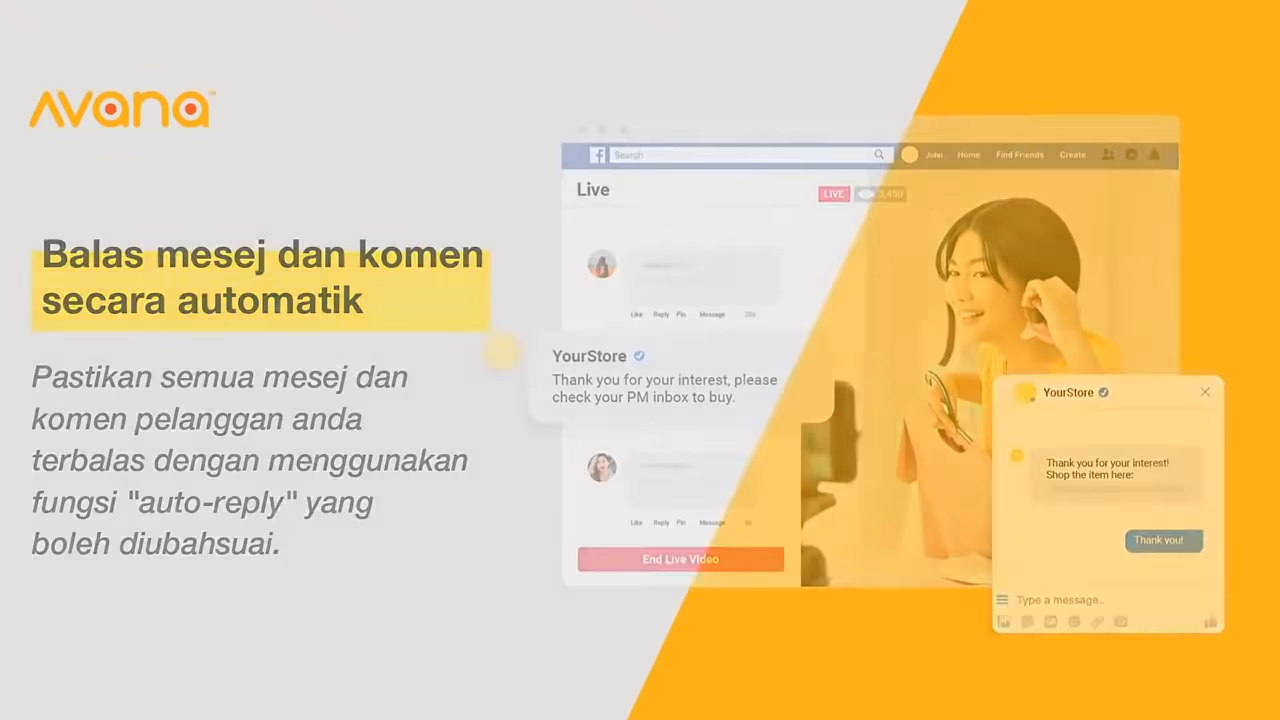 AVANA
Balas mesej dan komen
secara automatik
Pastikan semua mesej dan
komen pelanggan anda
terbalas dengan menggunakan
fungsi "auto-reply" yang
boleh diubahsuai.
Search
John Home Find Friends Create
Live
LIVE 3,450
Like Reply Pin Message
YourStore
Thank you for your interest, please
check your PM inbox to buy.
Like Reply Pin Message
End Live Video
YourStore
Thank you for your interest!
Shop the item here:
Thank you!
Type a message..